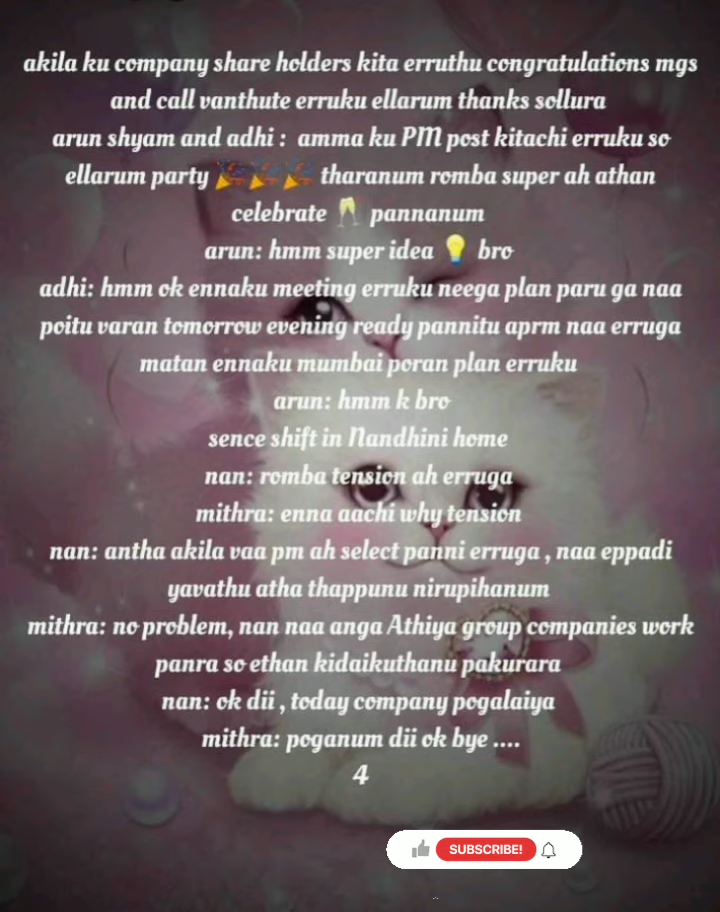 akila ku company share holders kita erruthu congratulations mgs
and call vanthute erruku ellarum thanks sollura
arun shyam and adhi : amma ku PM post kitachi erruku so
ellarum party 🎉🎉🎉 tharanum romba super ah athan
celebrate 🥂 pannanum
arun: hmm super idea 💡 bro
adhi: hmm ok ennaku meeting erruku neega plan paru ga naa
poitu varan tomorrow evening ready pannitu aprm naa erruga
matan ennaku mumbai poran plan erruku
arun: hmm k bro
sence shift in Nandhini home
nan: romba tension ah erruga
mithra: enna aachi why tension
nan: antha akila vaa pm ah select panni erruga , naa eppadi
yavathu atha thappunu nirupihanum
mithra: no problem, nan naa anga Athiya group companies work
panra so ethan kidaikuthanu pakurara
nan: ok dii , today company pogalaiya
mithra: poganum dii ok bye ....
4
SUBSCRIBE!